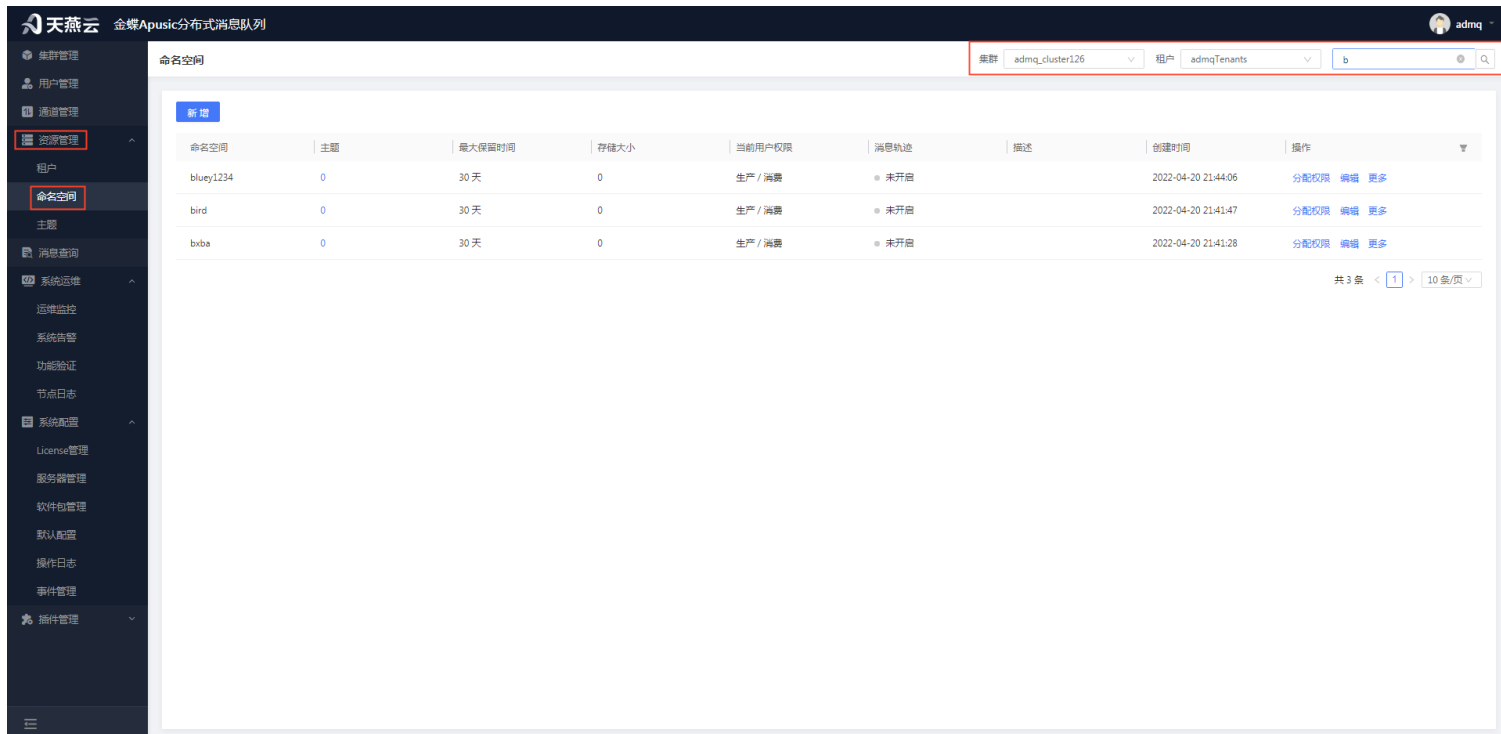 天燕云 金蝶Apusic分布式消息队列 admq
集群管理
用户管理
通道管理
资源管理
租户
命名空间
主题
消息查询
系统运维
运维监控
系统告警
功能验证
节点日志
系统配置
License管理
服务器管理
软件包管理
默认配置
操作日志
事件管理
插件管理
命名空间 集群 admq_cluster126 租户 admqTenants b
新 增
命名空间 主题 最大保留时间 存储大小 当前用户权限 消息轨迹 描述 创建时间 操作
bluey1234 0 30 天 0 生产 / 消费 未开启 2022-04-20 21:44:06 分配权限 编辑 更多
bird 0 30 天 0 生产 / 消费 未开启 2022-04-20 21:41:47 分配权限 编辑 更多
bxba 0 30 天 0 生产 / 消费 未开启 2022-04-20 21:41:28 分配权限 编辑 更多
共 3 条 < 1 > 10 条/页